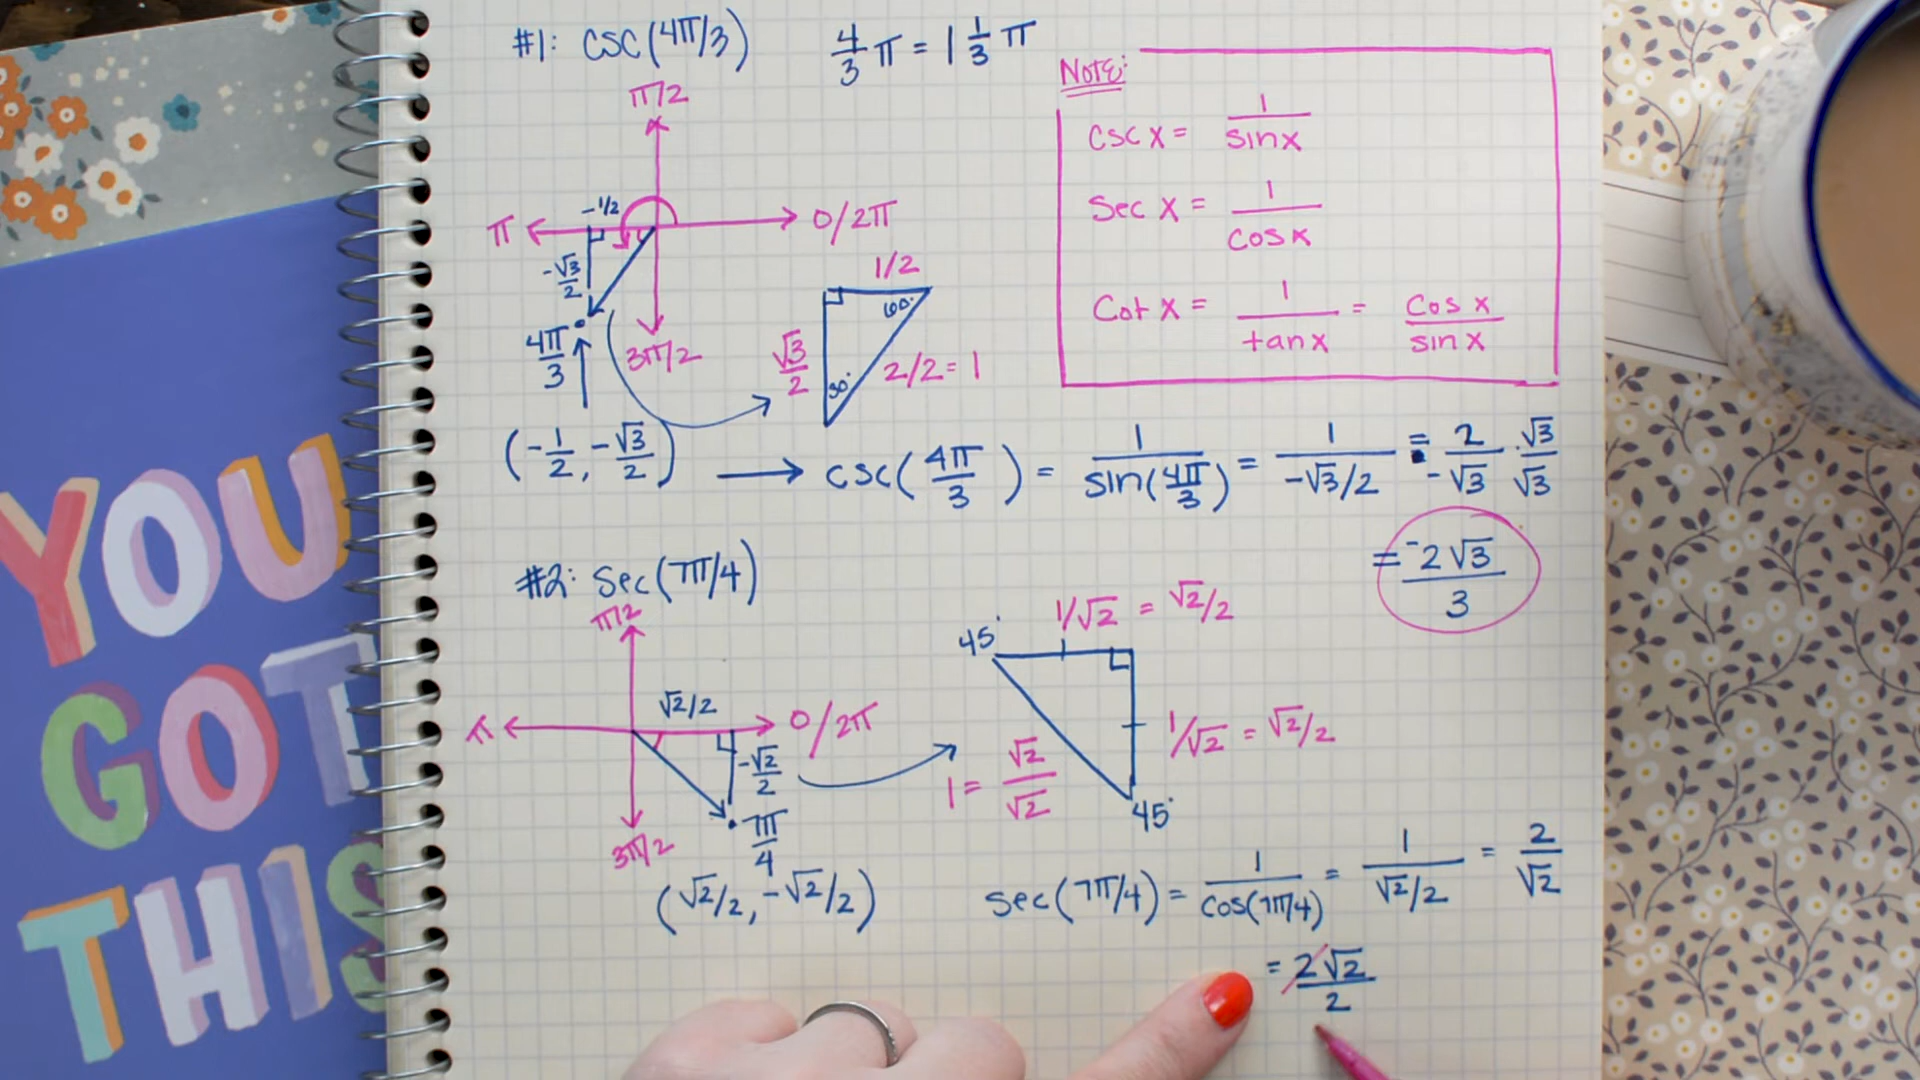 #1: csc(4π/3)
4/3 π = 1 1/3 π
π/2
π
0/2π
3π/2
-1/2
-√3/2
4π/3
(-1/2, -√3/2)
1/2
60°
√3/2
30°
2/2 = 1
NOTE:
csc x = 1/sin x
sec x = 1/cos x
cot x = 1/tan x = cos x/sin x
→ csc(4π/3) = 1/sin(4π/3) = 1/-√3/2 = 2/-√3 · √3/√3
= -2√3/3
#2: sec(7π/4)
π/2
π
0/2π
3π/2
√2/2
-√2/2
7π/4
(√2/2, -√2/2)
45°
1/√2 = √2/2
1/√2 = √2/2
1 = √2/√2
45°
sec(7π/4) = 1/cos(7π/4) = 1/√2/2 = 2/√2
= 2√2/2
YOU
GOT
THIS